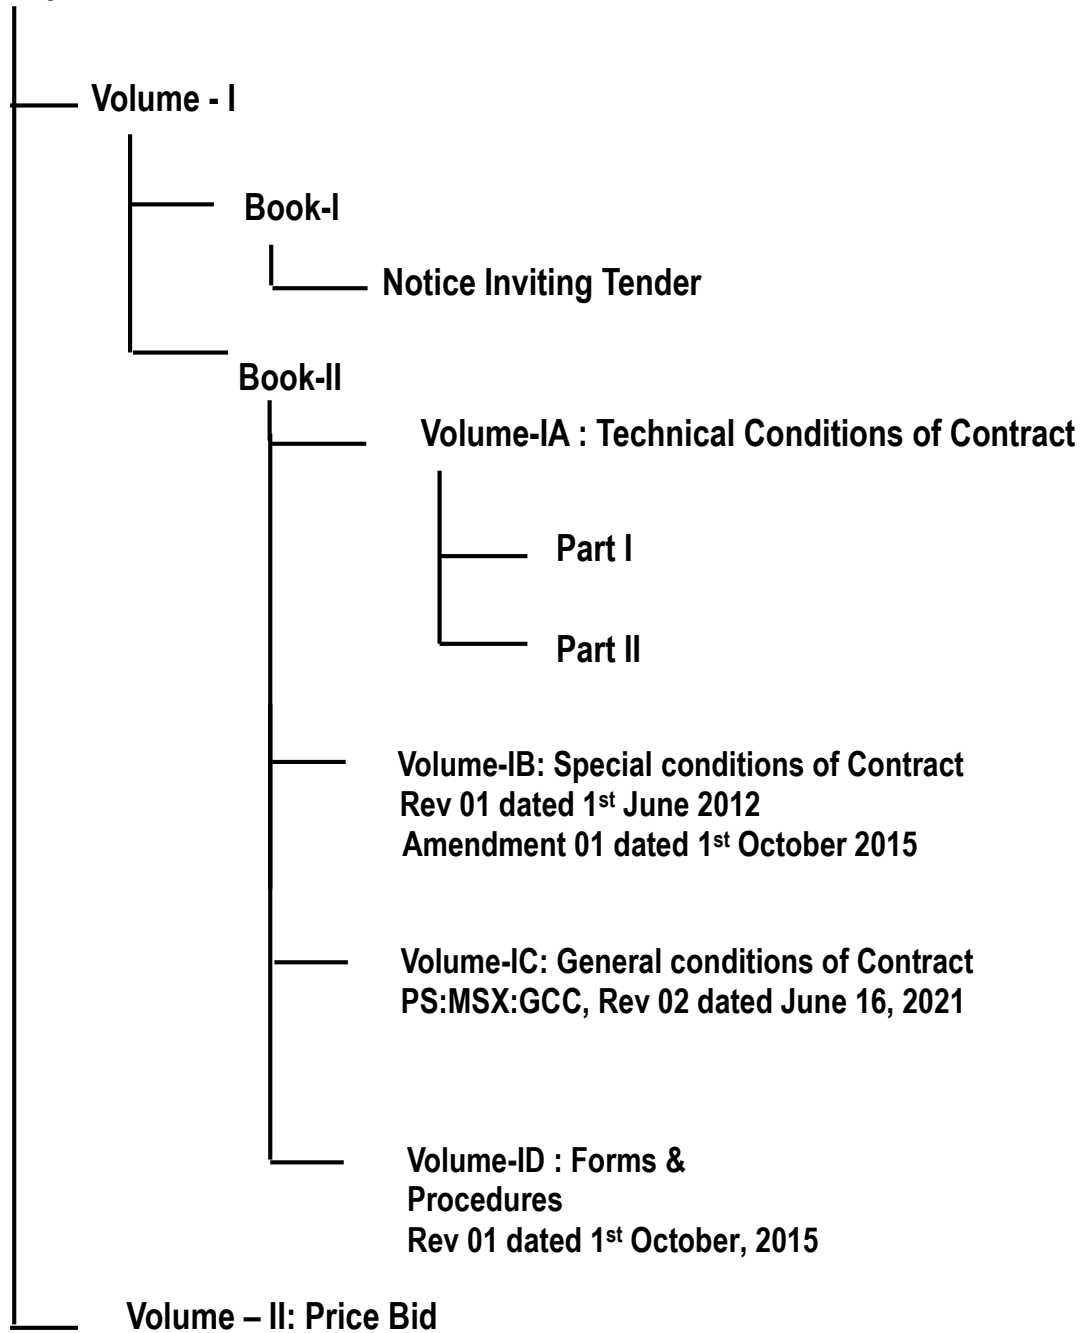 Volume - I
Book-I
Notice Inviting Tender
Book-II
Volume-IA : Technical Conditions of Contract
Part I
Part II
Volume-IB: Special conditions of Contract
Rev 01 dated 1st June 2012
Amendment 01 dated 1st October 2015
Volume-IC: General conditions of Contract
PS:MSX:GCC, Rev 02 dated June 16, 2021
Volume-ID : Forms &
Procedures
Rev 01 dated 1st October, 2015
Volume – II: Price Bid